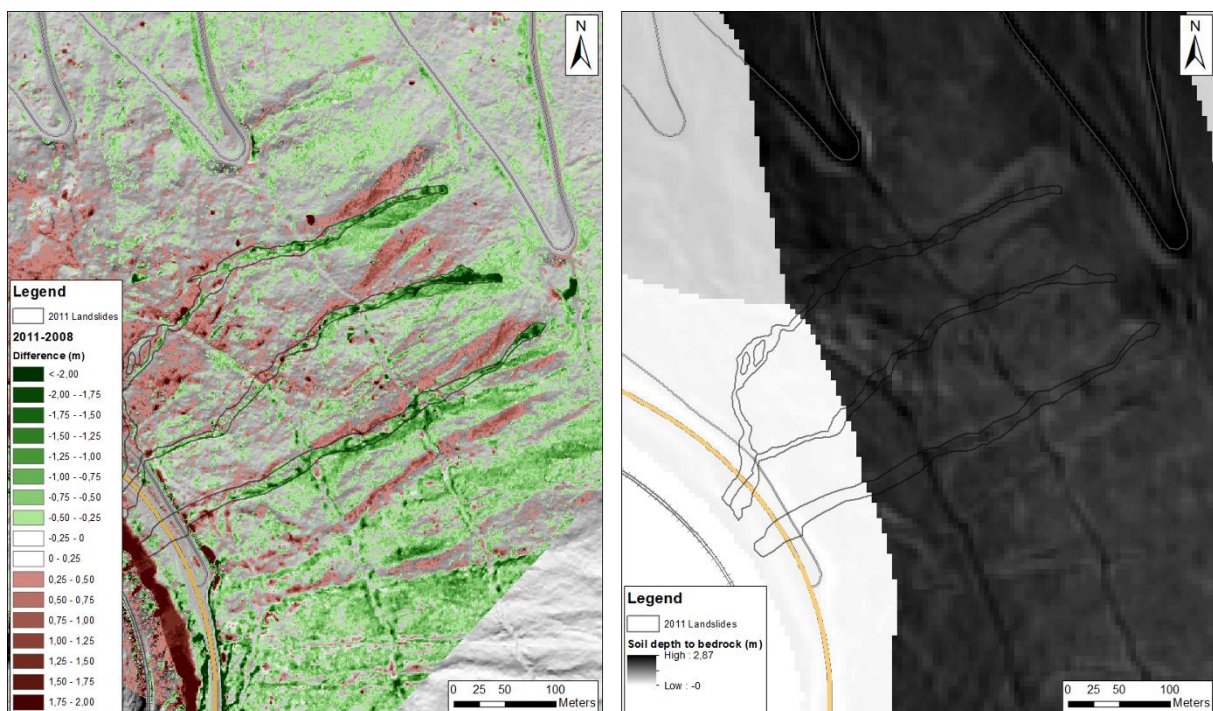 N
Legend
2011 Landslides
2011-2008
Difference (m)
< -2,00
-2,00 - -1,75
-1,75 - -1,50
-1,50 - -1,25
-1,25 - -1,00
-1,00 - -0,75
-0,75 - -0,50
-0,50 - -0,25
-0,25 - 0
0 - 0,25
0,25 - 0,50
0,50 - 0,75
0,75 - 1,00
1,00 - 1,25
1,25 - 1,50
1,50 - 1,75
1,75 - 2,00
0 25 50 100
Meters
N
Legend
2011 Landslides
Soil depth to bedrock (m)
High : 2,87
Low : -0
0 25 50 100
Meters